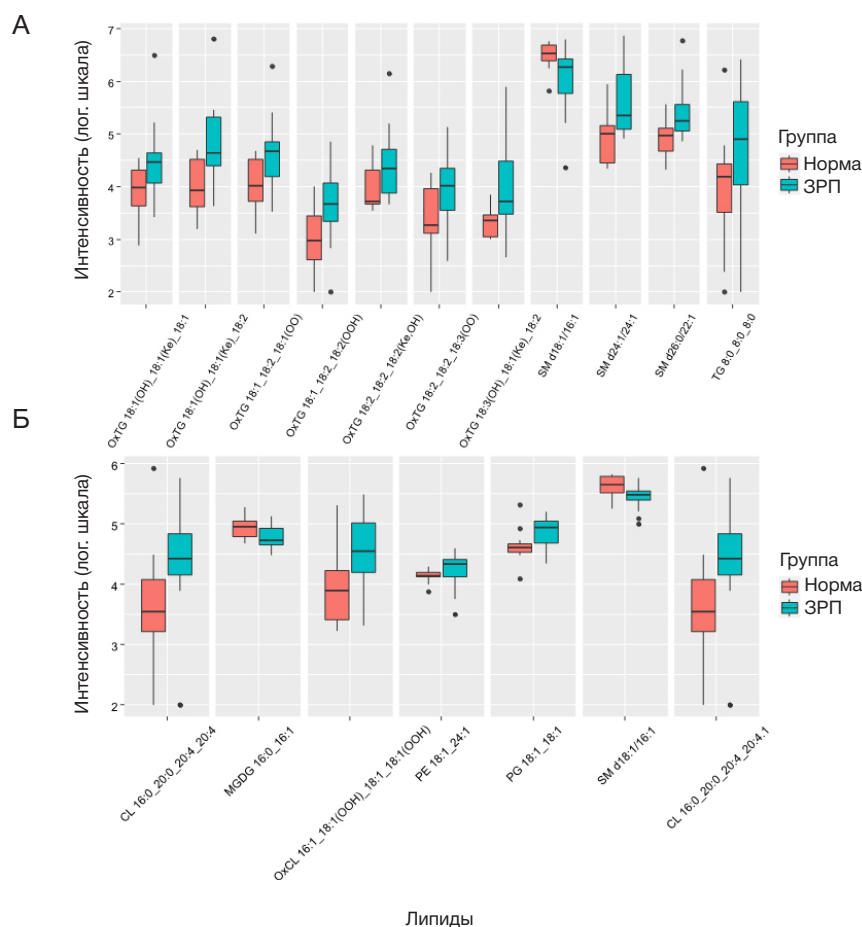 А
Интенсивность (лог. шкала)
7
6
5
4
3
2
OxTG 18:1(OH)_18:1(Ke)_18:1
OxTG 18:1(OH)_18:1(Ke)_18:2
OxTG 18:1_18:2_18:1(OO)
OxTG 18:1_18:2_18:2(OOH)
OxTG 18:2_18:2_18:2(Ke,OH)
OxTG 18:2_18:2_18:3(OO)
OxTG 18:3(OH)_18:1(Ke)_18:2
SM d18:1/16:1
SM d24:1/24:1
SM d26:0/22:1
TG 8:0_8:0_8:0
Группа
Норма
ЗРП
Б
Интенсивность (лог. шкала)
6
5
4
3
2
CL 16:0_20:0_20:4_20:4
MGDG 16:0_16:1
OxCL 16:1_18:1(OOH)_18:1_18:1(OOH)
PE 18:1_24:1
PG 18:1_18:1
SM d18:1/16:1
CL 16:0_20:0_20:4_20:4.1
Группа
Норма
ЗРП
Липиды